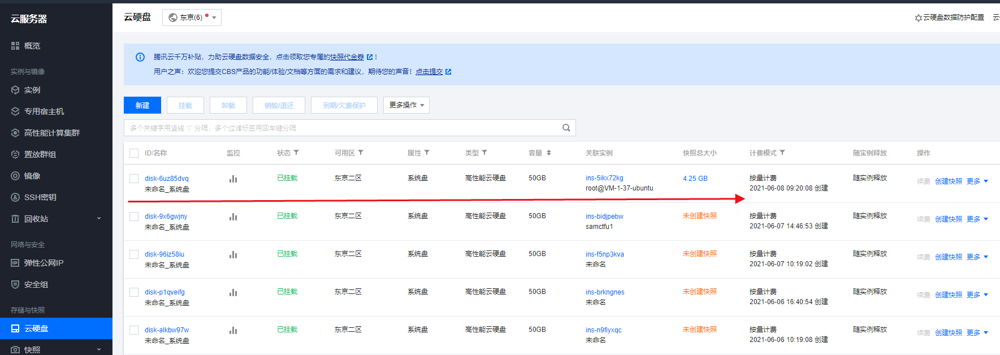 云服务器
概览
实例与镜像
实例
专用宿主机
高性能计算集群
置放群组
镜像
SSH密钥
回收站
网络与安全
IP 弹性公网IP
安全组
存储与快照
云硬盘
快照
云硬盘 东京(6)
云硬盘数据防护配置
腾讯云千万补贴，力助云硬盘数据安全，点击领取您专属的快照代金券 ！
用户之声：欢迎您提交CBS产品的功能/体验/文档等方面的需求和建议，期待您的声音！点击提交
新建 挂载 卸载 销毁/退还 到期/欠费保护 更多操作
多个关键字用竖线 "|" 分隔，多个过滤标签用回车键分隔
ID/名称 监控 状态 可用区 属性 类型 容量 关联实例 快照总大小 计费模式 随实例释放 操作
disk-6uz85dvq 已挂载 东京二区 系统盘 高性能云硬盘 50GB ins-5ikx72kg 4.25 GB 按量计费 随实例释放 续费 创建快照 更多
未命名_系统盘 root@VM-1-37-ubuntu 2021-06-08 09:20:08 创建
disk-9x6gwjny 已挂载 东京二区 系统盘 高性能云硬盘 50GB ins-bidjpebw 未创建快照 按量计费 随实例释放 续费 创建快照 更多
未命名_系统盘 samctfu1 2021-06-07 14:46:53 创建
disk-96iz58iu 已挂载 东京二区 系统盘 高性能云硬盘 50GB ins-f5np3kva 未创建快照 按量计费 随实例释放 续费 创建快照 更多
未命名_系统盘 未命名 2021-06-07 10:19:02 创建
disk-p1qveifg 已挂载 东京二区 系统盘 高性能云硬盘 50GB ins-brkngnes 未创建快照 按量计费 随实例释放 续费 创建快照 更多
未命名_系统盘 未命名 2021-06-06 16:40:54 创建
disk-alkbw97w 已挂载 东京二区 系统盘 高性能云硬盘 50GB ins-n9fiyxqc 未创建快照 按量计费 随实例释放 续费 创建快照 更多
未命名_系统盘 未命名 2021-06-06 10:19:08 创建